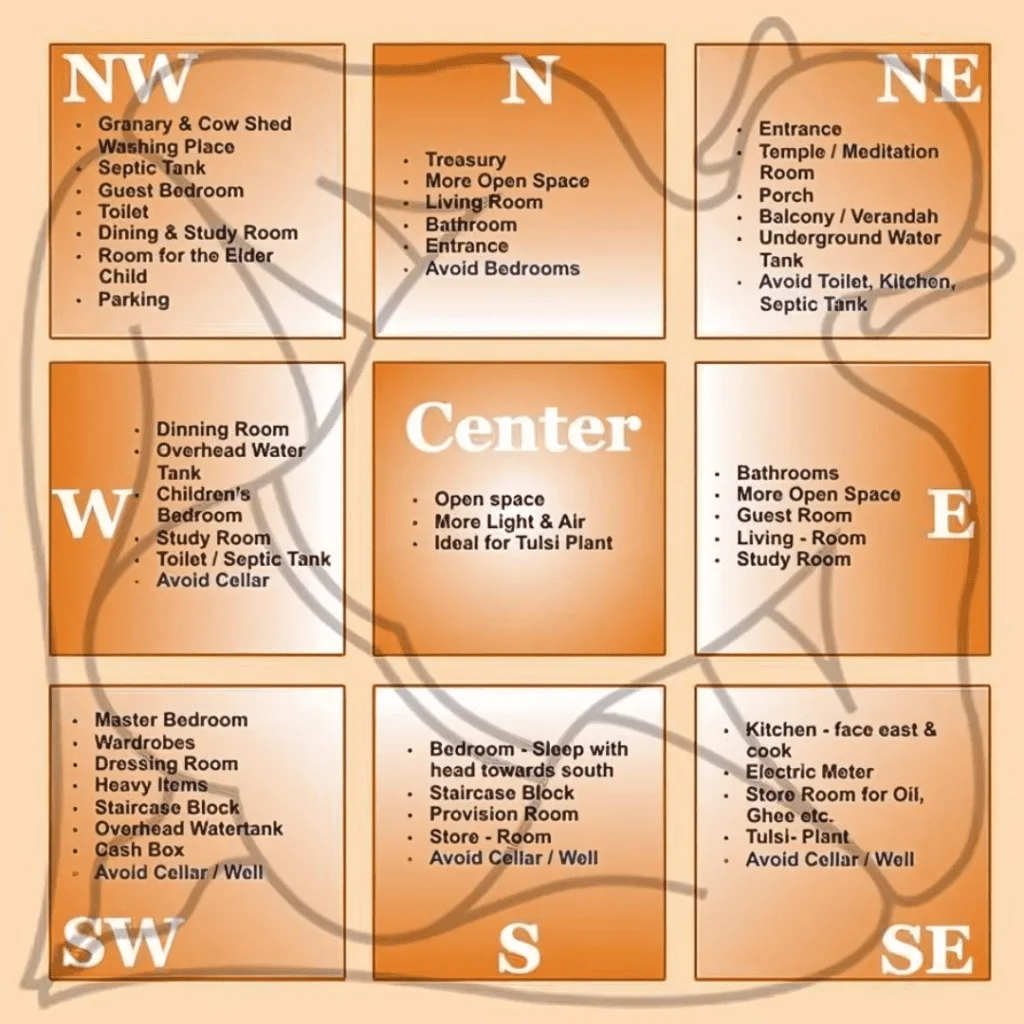 NW
• Granary & Cow Shed
• Washing Place
• Septic Tank
• Guest Bedroom
• Toilet
• Dining & Study Room
• Room for the Elder
Child
• Parking
N
• Treasury
• More Open Space
• Living Room
• Bathroom
• Entrance
• Avoid Bedrooms
NE
• Entrance
• Temple / Meditation
Room
• Porch
• Balcony / Verandah
• Underground Water
Tank
• Avoid Toilet, Kitchen,
Septic Tank
W
• Dinning Room
• Overhead Water
Tank
• Children's
Bedroom
• Study Room
• Toilet / Septic Tank
• Avoid Cellar
Center
• Open space
• More Light & Air
• Ideal for Tulsi Plant
• Bathrooms
• More Open Space
• Guest Room
• Living - Room
• Study Room
E
• Master Bedroom
• Wardrobes
• Dressing Room
• Heavy Items
• Staircase Block
• Overhead Watertank
• Cash Box
• Avoid Cellar / Well
SW
• Bedroom - Sleep with
head towards south
• Staircase Block
• Provision Room
• Store - Room
• Avoid Cellar / Well
S
• Kitchen - face east &
cook
• Electric Meter
• Store Room for Oil,
Ghee etc.
• Tulsi- Plant
• Avoid Cellar / Well
SE